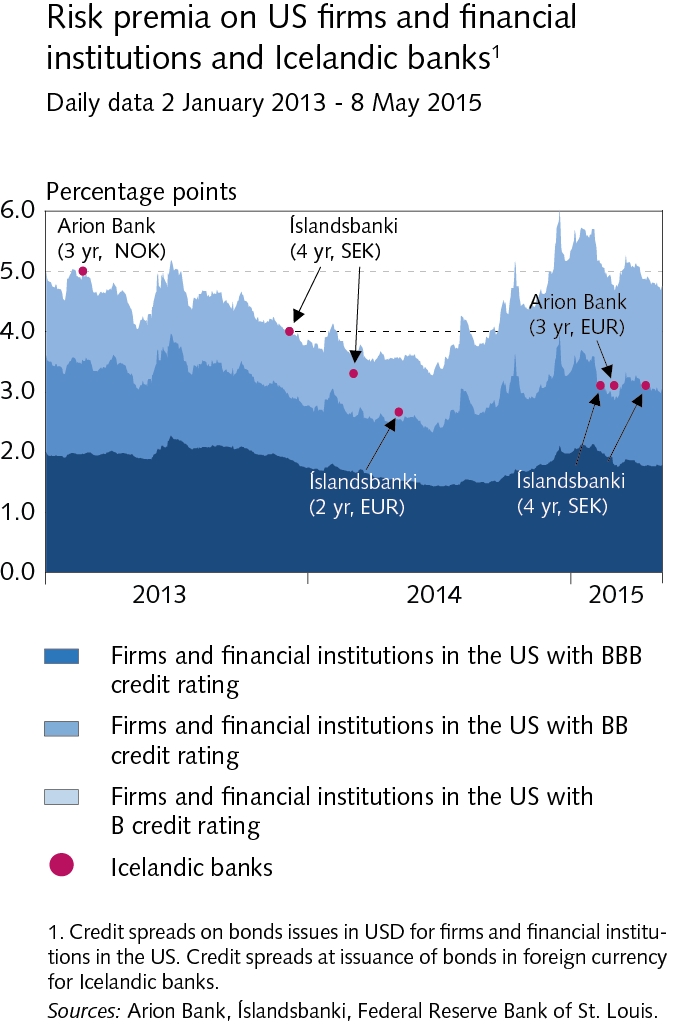 Risk premia on US firms and financial
institutions and Icelandic banks¹
Daily data 2 January 2013 - 8 May 2015
Percentage points
6.0
5.0
4.0
3.0
2.0
1.0
0.0
Arion Bank
(3 yr, NOK)
Íslandsbanki
(4 yr, SEK)
Arion Bank
(3 yr, EUR)
Íslandsbanki
(2 yr, EUR)
Íslandsbanki
(4 yr, SEK)
2013
2014
2015
Firms and financial institutions in the US with BBB
credit rating
Firms and financial institutions in the US with BB
credit rating
Firms and financial institutions in the US with
B credit rating
Icelandic banks
1. Credit spreads on bonds issues in USD for firms and financial institu-
tions in the US. Credit spreads at issuance of bonds in foreign currency
for Icelandic banks.
Sources: Arion Bank, Íslandsbanki, Federal Reserve Bank of St. Louis.